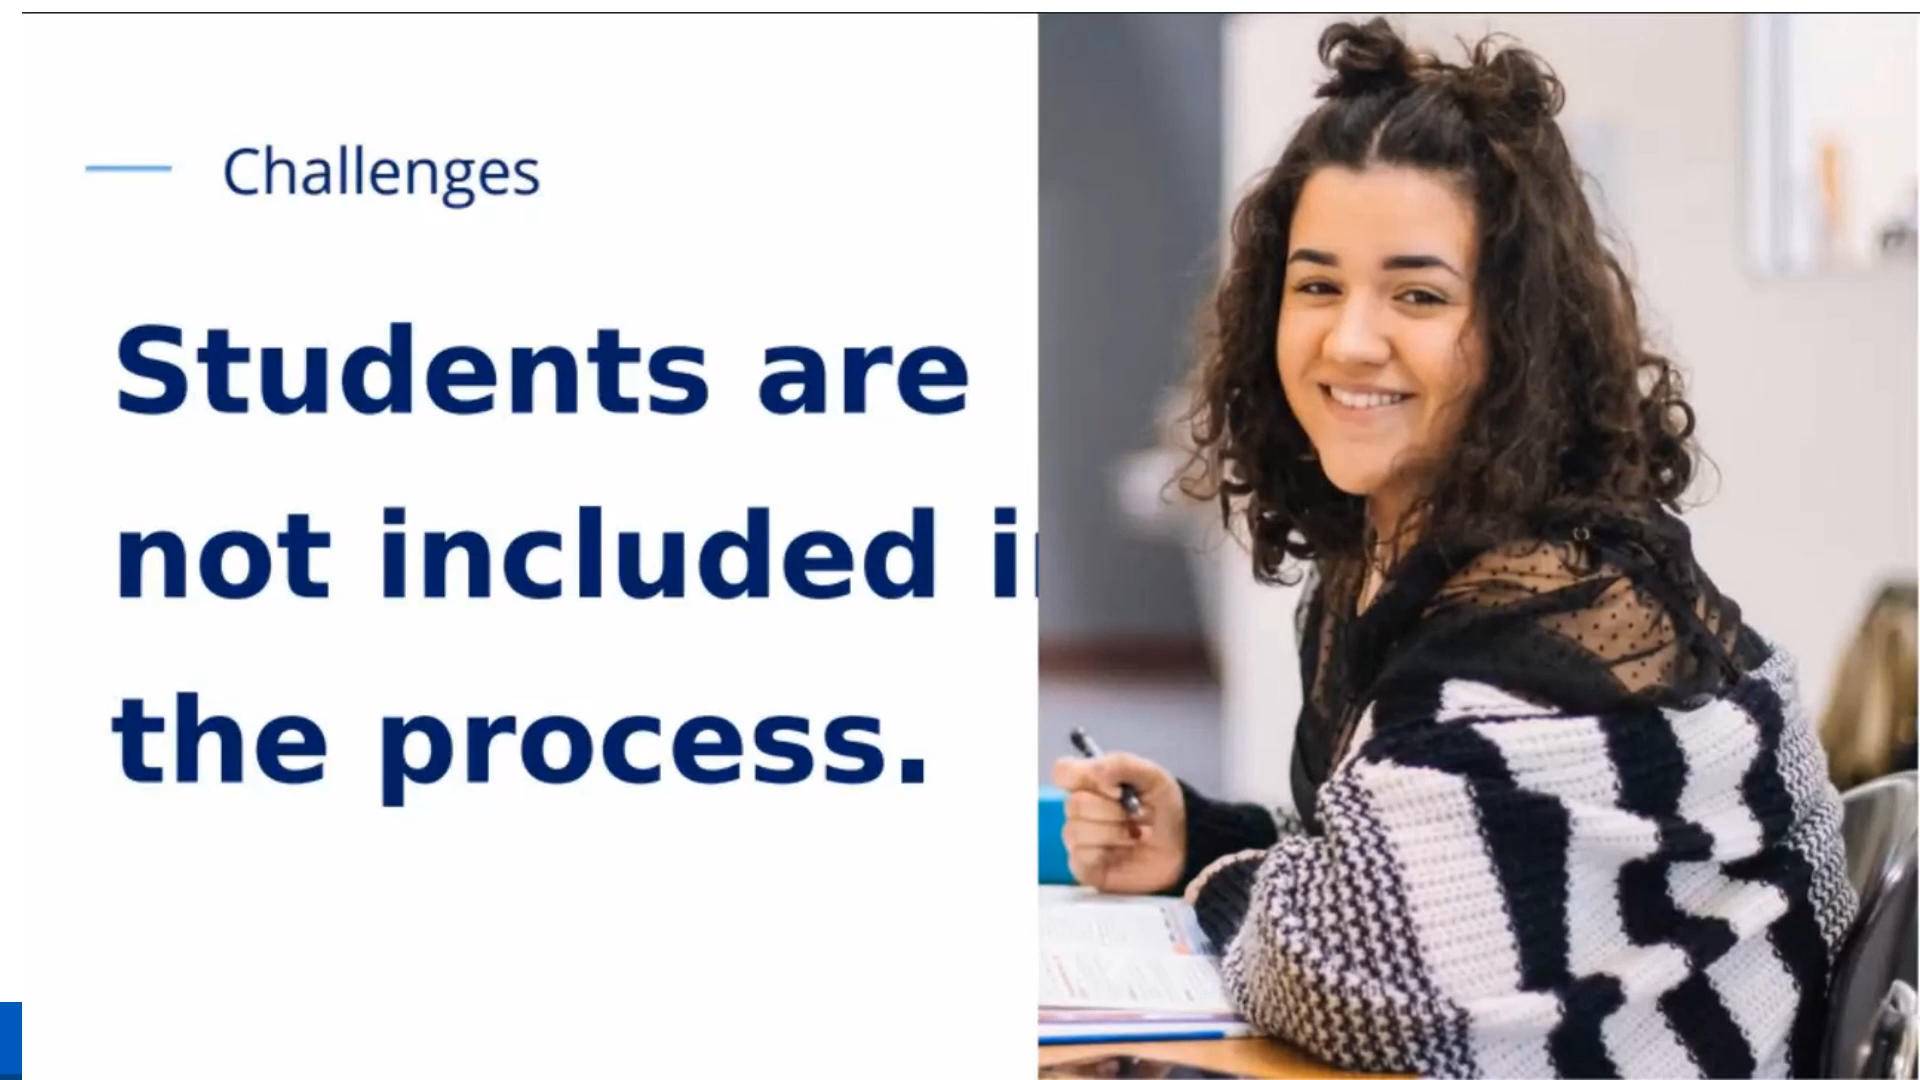 Challenges
Students are
not included i
the process.